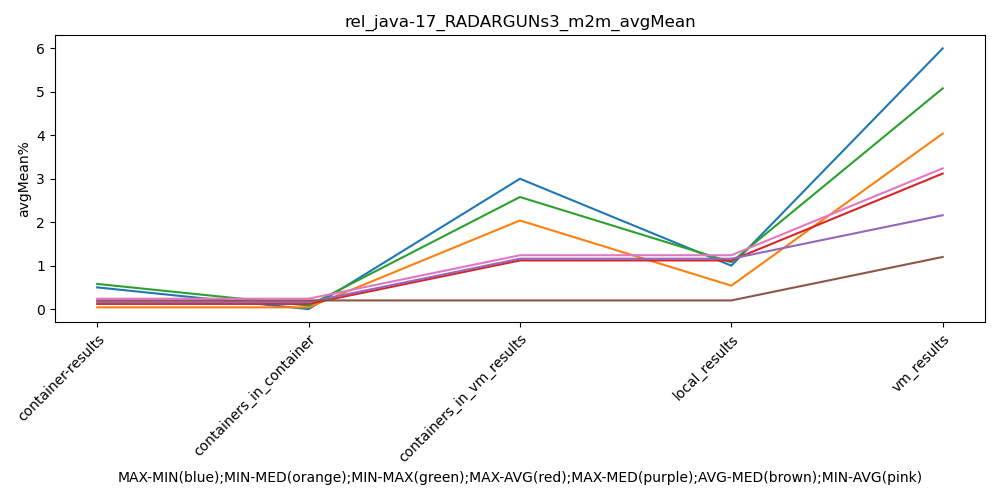 rel_java-17_RADARGUNs3_m2m_avgMean
avgMean%
6
5
4
3
2
1
0
container-results
containers_in_container
containers_in_vm_results
local_results
vm_results
MAX-MIN(blue);MIN-MED(orange);MIN-MAX(green);MAX-AVG(red);MAX-MED(purple);AVG-MED(brown);MIN-AVG(pink)